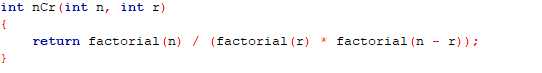 int nCr(int n, int r)
{
    return factorial(n) / (factorial(r) * factorial(n - r));
}